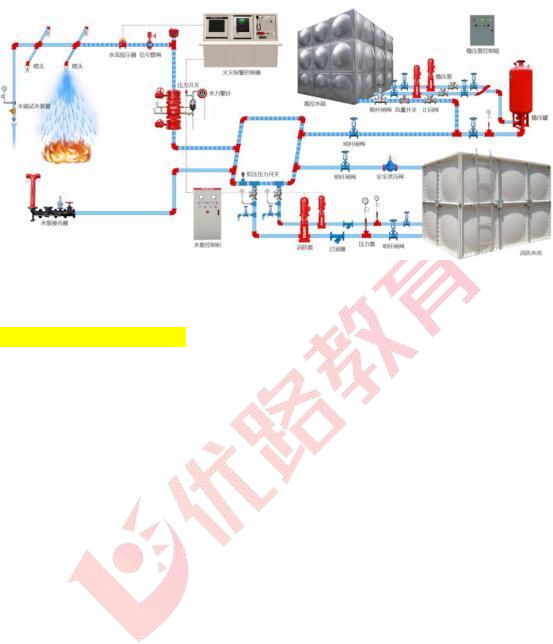 稳压泵控制箱
喷头
喷头
水流指示器
信号蝶阀
火灾报警控制器
稳压泵
高位水箱
明杆闸阀
流量开关
止回阀
稳压罐
压力开关
水力警铃
末端试水装置
明杆闸阀
低压压力开关
明杆闸阀
安全泄压阀
水泵接合器
水泵控制柜
消防泵
过滤器
压力表
明杆闸阀
消防水池
优路教育